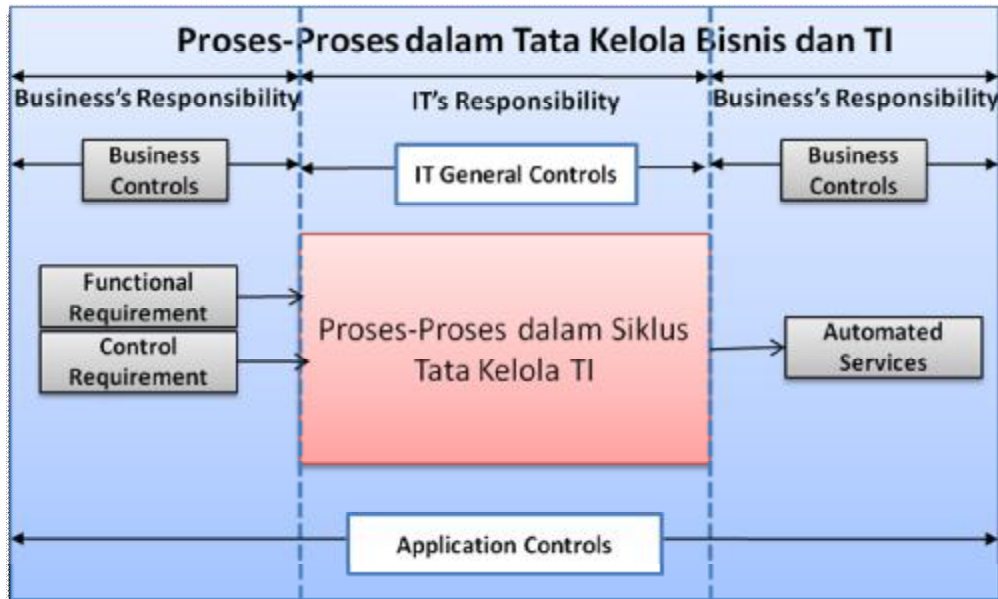 Proses-Proses dalam Tata Kelola Bisnis dan TI
Business's Responsibility
IT's Responsibility
Business's Responsibility
Business
Controls
IT General Controls
Business
Controls
Functional
Requirement
Control
Requirement
Proses-Proses dalam Siklus
Tata Kelola TI
Automated
Services
Application Controls